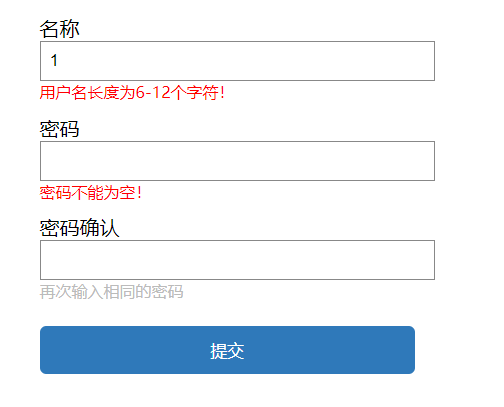 名称
1
用户名长度为6-12个字符！
密码
密码不能为空！
密码确认
再次输入相同的密码
提交